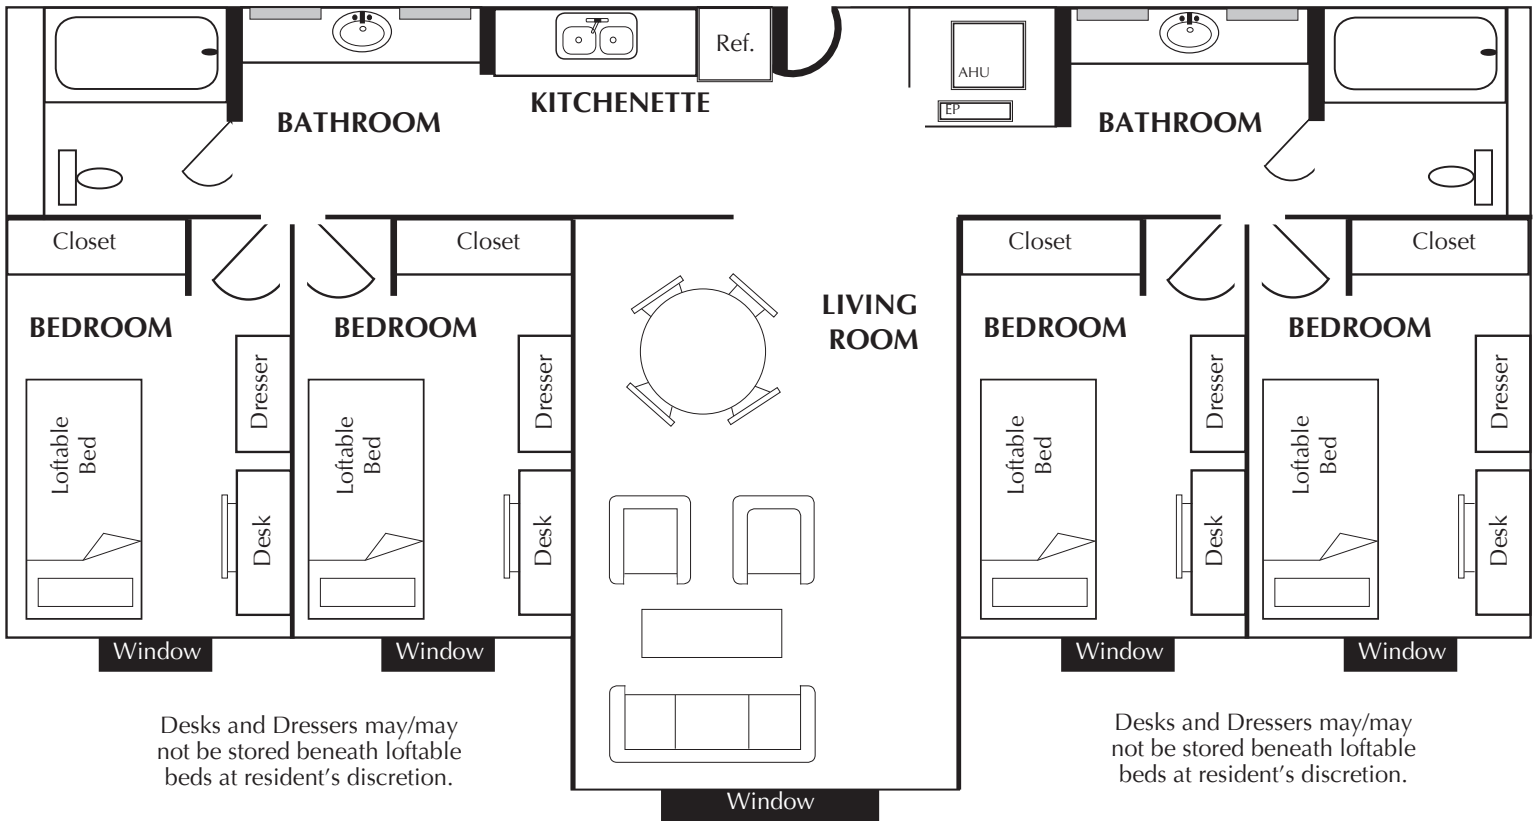 Ref.
AHU
EP
KITCHENETTE
BATHROOM
BATHROOM
Closet
Closet
Closet
Closet
LIVING
ROOM
BEDROOM
BEDROOM
BEDROOM
BEDROOM
Dresser
Dresser
Dresser
Dresser
Loftable
Bed
Loftable
Bed
Loftable
Bed
Loftable
Bed
Desk
Desk
Desk
Desk
Window
Window
Window
Window
Desks and Dressers may/may
not be stored beneath loftable
beds at resident’s discretion.
Desks and Dressers may/may
not be stored beneath loftable
beds at resident’s discretion.
Window